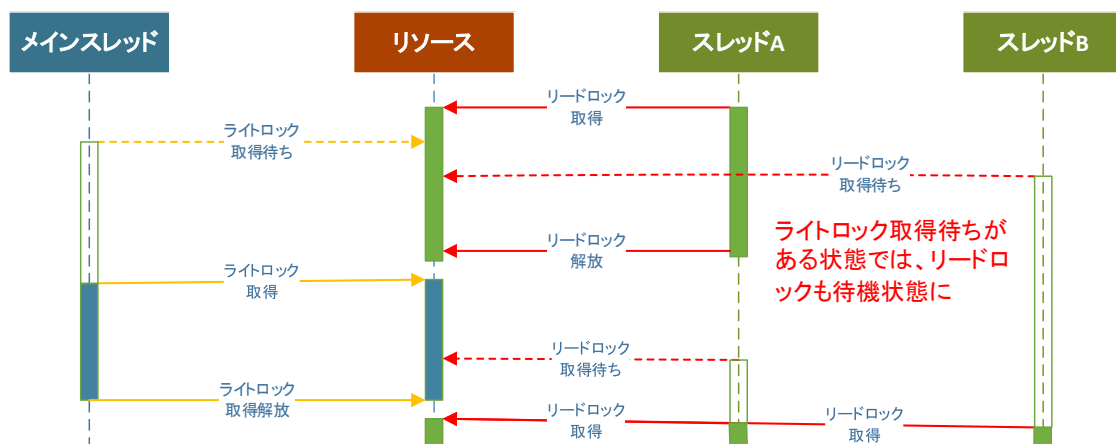 メインスレッド
リソース
スレッドA
スレッドB
リードロック
取得
ライトロック
取得待ち
リードロック
取得待ち
リードロック
解放
ライトロック取得待ちが
ある状態では、リードロ
ックも待機状態に
ライトロック
取得
リードロック
取得待ち
ライトロック
取得解放
リードロック
取得
リードロック
取得